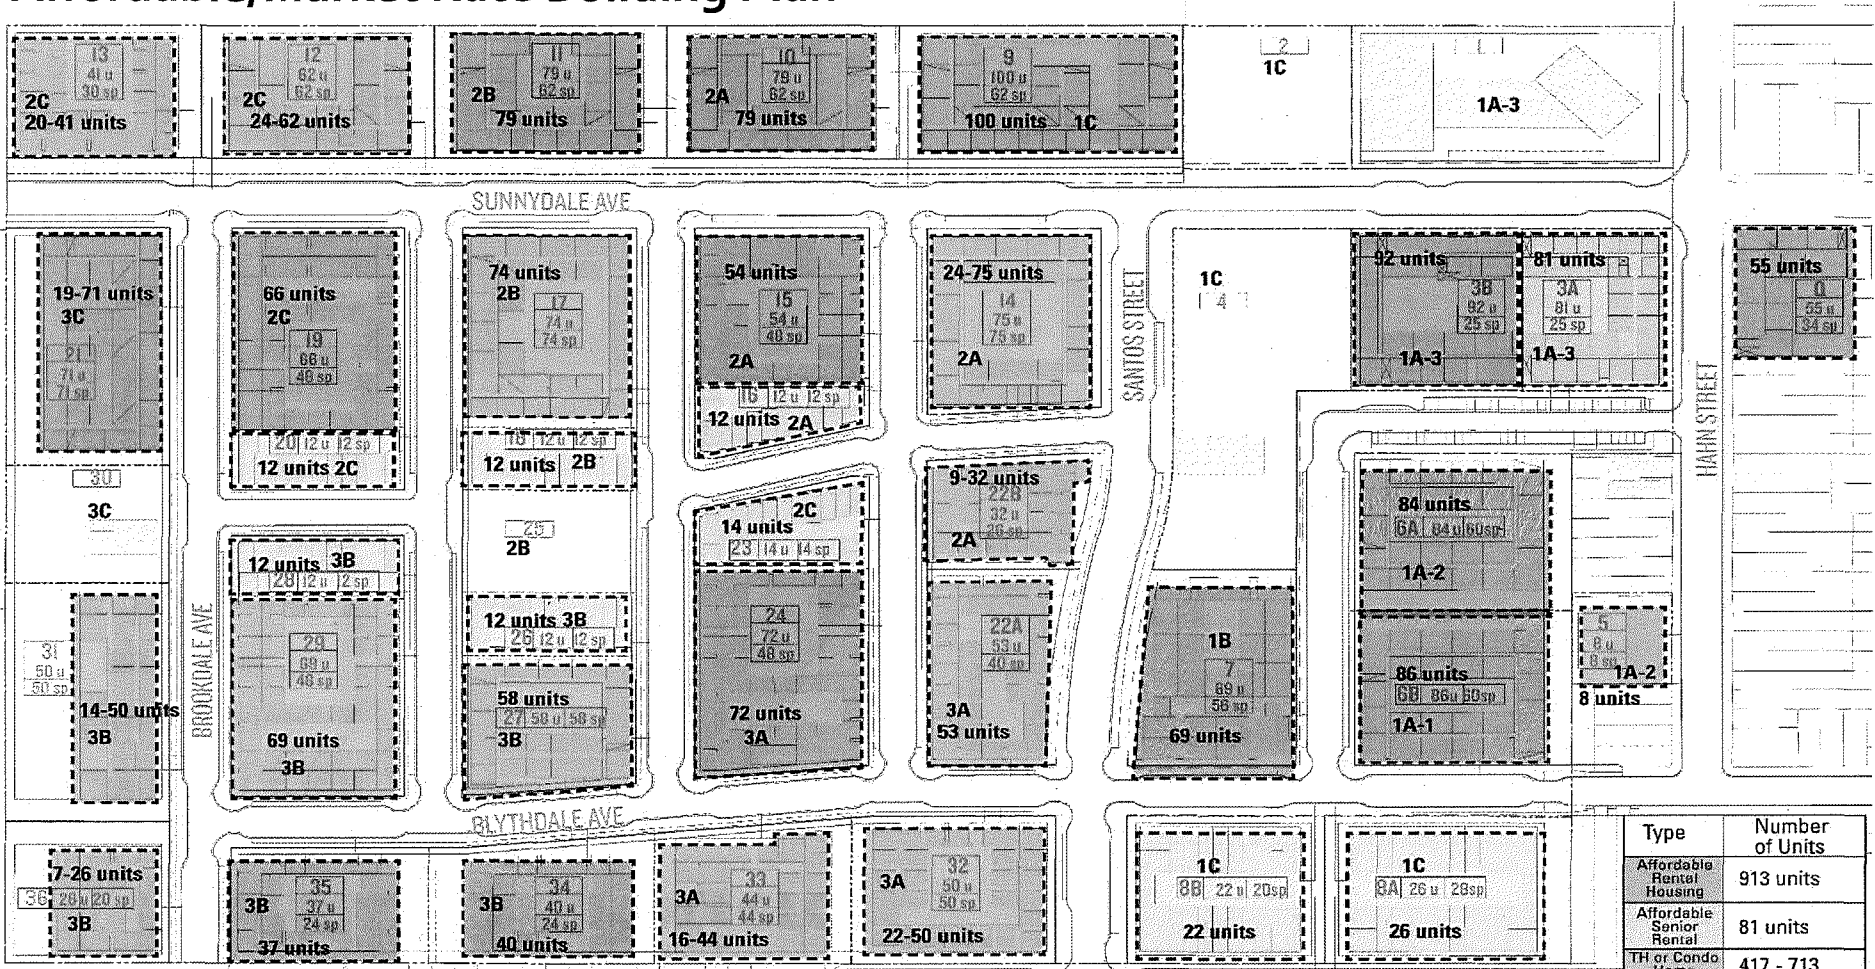 Affordable/Market Rate Building Plan
13
41 u
30 sp
2C
20-41 units
12
62 u
62 sp
2C
24-62 units
11
79 u
62 sp
2B
79 units
10
79 u
62 sp
2A
79 units
9
100 u
62 sp
100 units 1C
2
1C
1
1A-3
SUNNYDALE AVE
19-71 units
3C
21
71 u
71 sp
66 units
2C
19
66 u
48 sp
20 12 u 12 sp
12 units 2C
74 units
2B
17
74 u
74 sp
18 12 u 12 sp
12 units 2B
54 units
15
54 u
48 sp
2A
16 12 u 12 sp
12 units 2A
24-75 units
14
75 u
75 sp
2A
SANTOS STREET
1C
4
92 units
3B
92 u
25 sp
1A-3
81 units
3A
81 u
25 sp
1A-3
HAHN STREET
55 units
Q
55 u
34 sp
30
3C
12 units 3B
28 12 u 12 sp
25
2B
14 units 2C
23 14 u 14 sp
9-32 units
22B
32 u
26 sp
2A
84 units
6A 84 u 60sp
1A-2
31
50 u
50 sp
14-50 units
3B
BROOKDALE AVE
29
69 u
48 sp
69 units
3B
12 units 3B
26 12 u 12 sp
58 units
27 58 u 58 sp
3B
24
72 u
48 sp
72 units
3A
22A
53 u
40 sp
3A
53 units
1B
7
69 u
56 sp
69 units
86 units
6B 86u 60sp
1A-1
5
8 u
8 sp
1A-2
8 units
BLYTHDALE AVE
7-26 units
36 26 u 20 sp
3B
35
37 u
24 sp
3B
37 units
34
40 u
24 sp
3B
40 units
33
44 u
44 sp
3A
16-44 units
32
50 u
50 sp
3A
22-50 units
1C
8B 22 u 20sp
22 units
1C
8A 26 u 28sp
26 units
Type Number of Units
Affordable Rental Housing 913 units
Affordable Senior Rental 81 units
TH or Condo 417 - 713